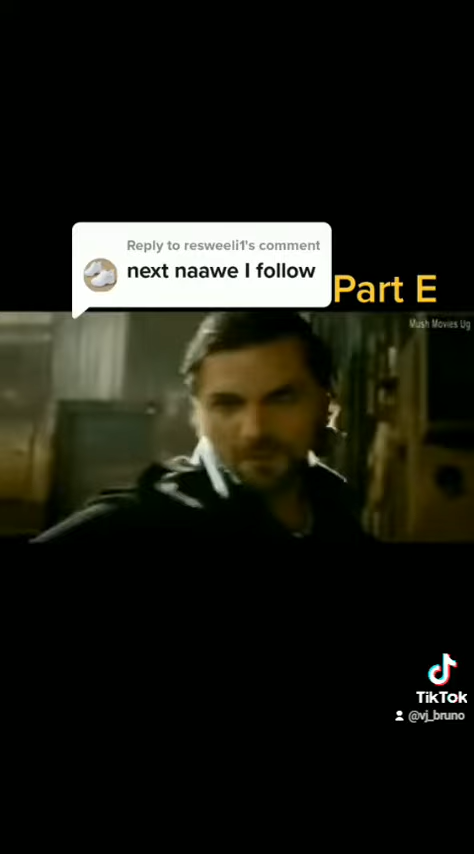 Reply to resweeli1's comment
next naawe I follow
Part E
Mush Movies Ug
TikTok
@vj_bruno